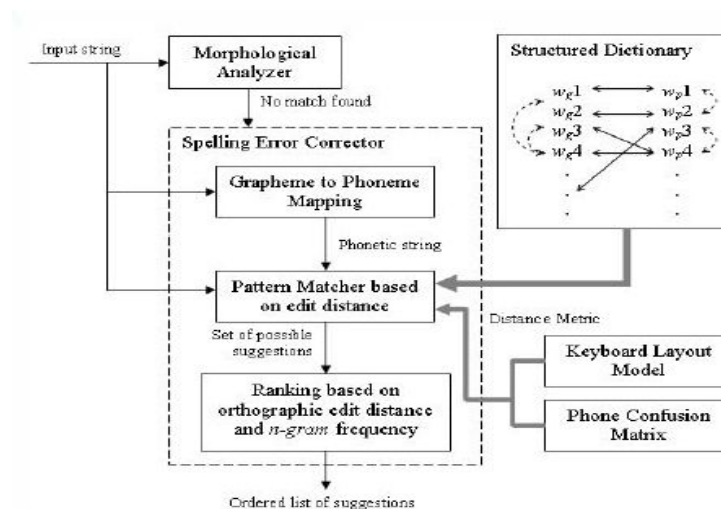 Input string
Morphological
Analyzer
No match found
Spelling Error Corrector
Grapheme to Phoneme
Mapping
Phonetic string
Pattern Matcher based
on edit distance
Set of possible
suggestions
Ranking based on
orthographic edit distance
and n-gram frequency
Ordered list of suggestions
Structured Dictionary
wg1 wp1
wg2 wp2
wg3 wp3
wg4 wp4
. .
. .
. .
Distance Metric
Keyboard Layout
Model
Phone Confusion
Matrix